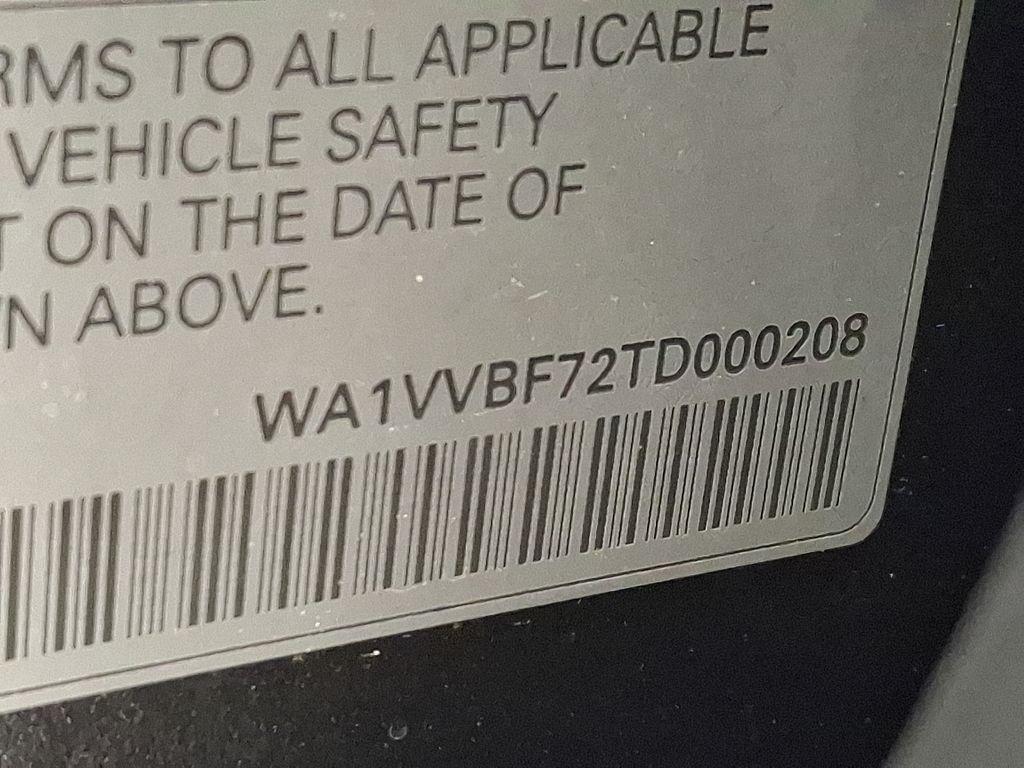 RMS TO ALL APPLICABLE
VEHICLE SAFETY
T ON THE DATE OF
N ABOVE.
WA1VVBF72TD000208